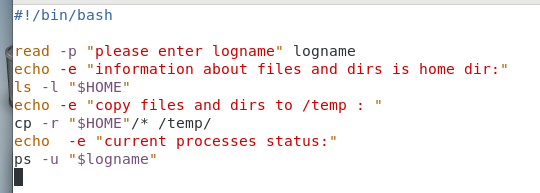 #!/bin/bash
read -p "please enter logname" logname
echo -e "information about files and dirs is home dir:"
ls -l "$HOME"
echo -e "copy files and dirs to /temp : "
cp -r "$HOME"/* /temp/
echo  -e "current processes status:"
ps -u "$logname"